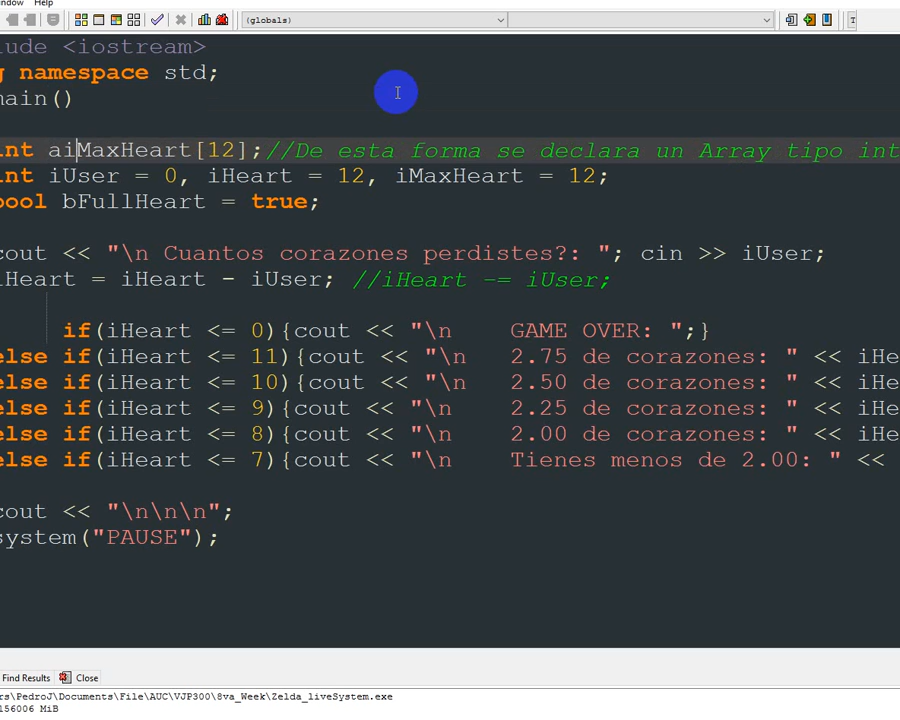 indow Help
(globals)
lude <iostream>
g namespace std;
main()
int aiMaxHeart[12];//De esta forma se declara un Array tipo int
int iUser = 0, iHeart = 12, iMaxHeart = 12;
bool bFullHeart = true;
cout << "\n Cuantos corazones perdistes?: "; cin >> iUser;
iHeart = iHeart - iUser; //iHeart -= iUser;
if(iHeart <= 0){cout << "\n    GAME OVER: ";}
else if(iHeart <= 11){cout << "\n   2.75 de corazones: " << iHe
else if(iHeart <= 10){cout << "\n   2.50 de corazones: " << iHe
else if(iHeart <= 9){cout << "\n    2.25 de corazones: " << iHe
else if(iHeart <= 8){cout << "\n    2.00 de corazones: " << iHe
else if(iHeart <= 7){cout << "\n    Tienes menos de 2.00: " <<
cout << "\n\n\n";
system("PAUSE");
Find Results Close
rs\PedroJ\Documents\File\AUC\VJP300\8va_Week\Zelda_liveSystem.exe
156006 MiB